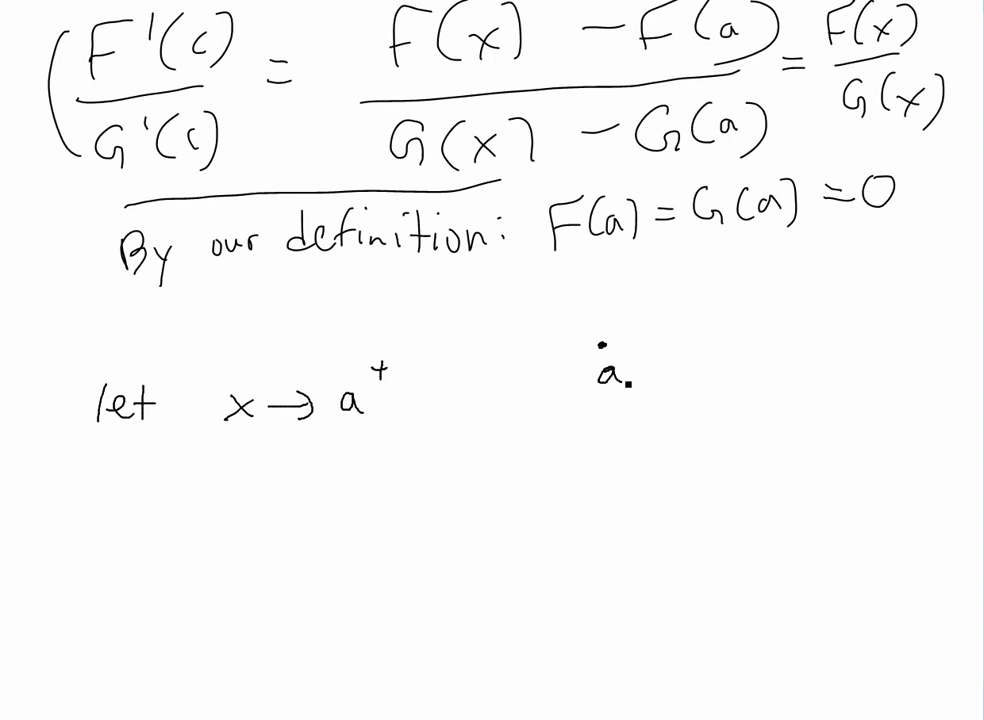 F'(c) / G'(c) = F(x) - F(a) / G(x) - G(a) = F(x) / G(x)
By our definition: F(a) = G(a) = 0
let x → a⁺ a.